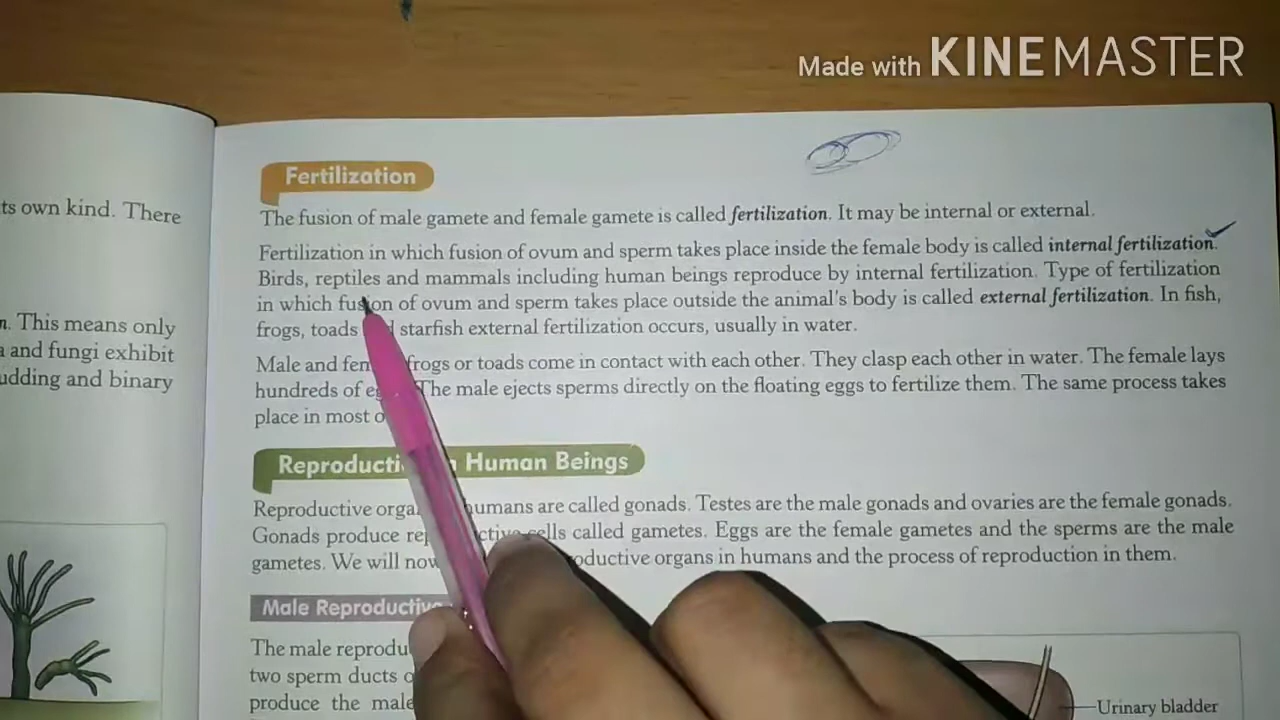 Made with KINEMASTER
Fertilization
ts own kind. There
The fusion of male gamete and female gamete is called fertilization. It may be internal or external.
Fertilization in which fusion of ovum and sperm takes place inside the female body is called internal fertilization.
Birds, reptiles and mammals including human beings reproduce by internal fertilization. Type of fertilization
in which fusion of ovum and sperm takes place outside the animal's body is called external fertilization. In fish,
frogs, toads starfish external fertilization occurs, usually in water.
n. This means only
a and fungi exhibit
udding and binary
Male and fem frogs or toads come in contact with each other. They clasp each other in water. The female lays
hundreds of eg The male ejects sperms directly on the floating eggs to fertilize them. The same process takes
place in most o
Reproducti Human Beings
Reproductive orga umans are called gonads. Testes are the male gonads and ovaries are the female gonads.
Gonads produce rep ctive cells called gametes. Eggs are the female gametes and the sperms are the male
gametes. We will now oductive organs in humans and the process of reproduction in them.
Male Reproductive
The male reprodu
two sperm ducts
produce the male
Urinary bladder